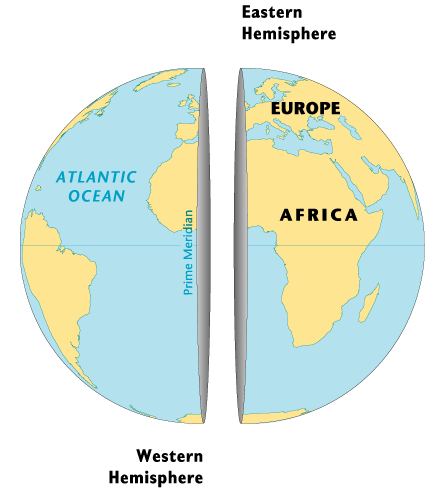 Eastern
Hemisphere
EUROPE
ATLANTIC
OCEAN
AFRICA
Prime Meridian
Western
Hemisphere